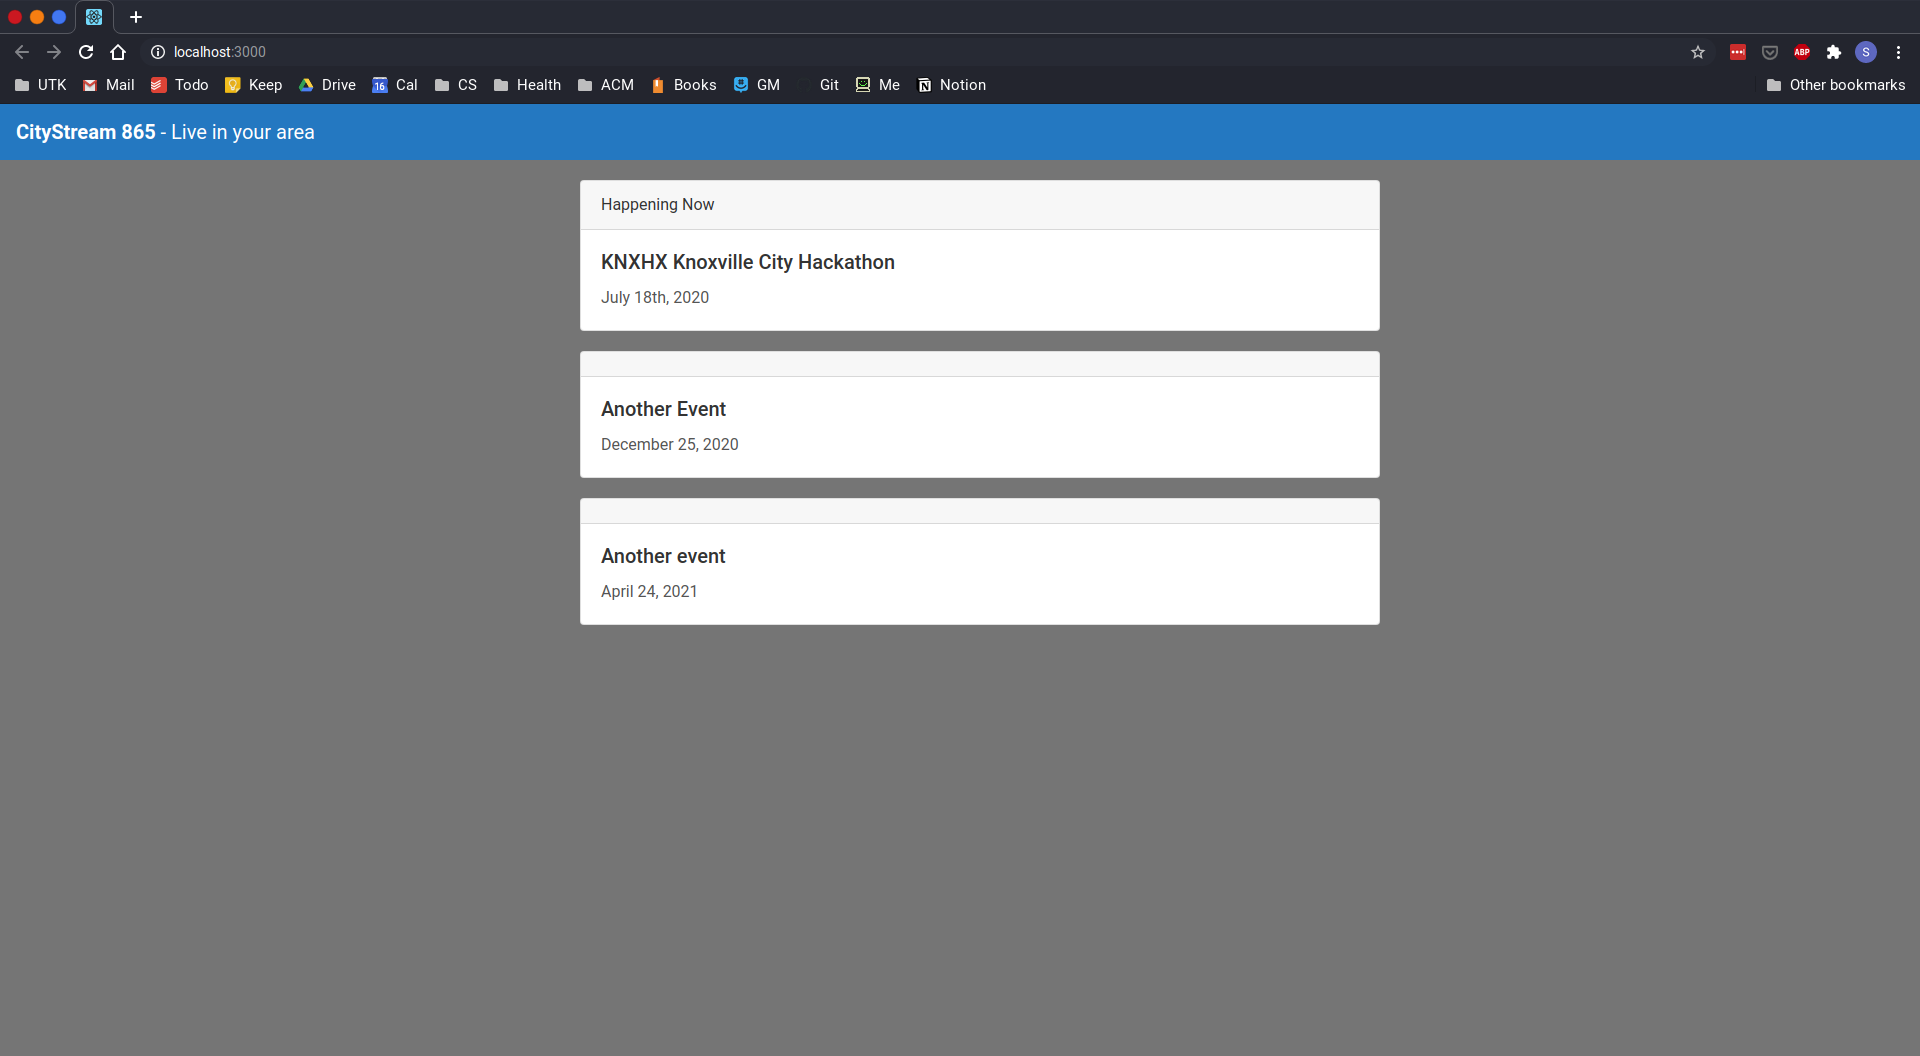 localhost:3000
ABP
S
UTK Mail Todo Keep Drive 16 Cal CS Health ACM Books GM Git Me Notion Other bookmarks
CityStream 865 - Live in your area
Happening Now
KNXHX Knoxville City Hackathon
July 18th, 2020
Another Event
December 25, 2020
Another event
April 24, 2021